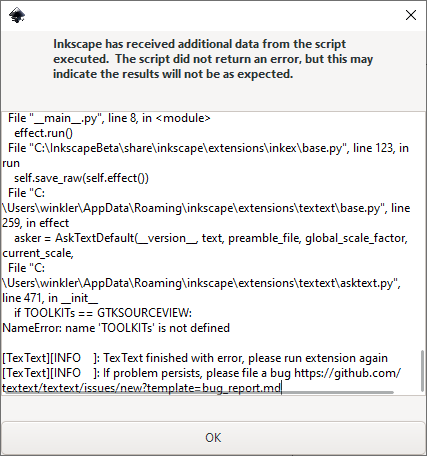 Inkscape has received additional data from the script
executed.  The script did not return an error, but this may
indicate the results will not be as expected.
File "__main__.py", line 8, in <module>
effect.run()
File "C:\InkscapeBeta\share\inkscape\extensions\inkex\base.py", line 123, in
run
self.save_raw(self.effect())
File "C:
\Users\winkler\AppData\Roaming\inkscape\extensions\textext\base.py", line
259, in effect
asker = AskTextDefault(__version__, text, preamble_file, global_scale_factor,
current_scale,
File "C:
\Users\winkler\AppData\Roaming\inkscape\extensions\textext\asktext.py",
line 471, in __init__
if TOOLKITs == GTKSOURCEVIEW:
NameError: name 'TOOLKITs' is not defined
[TexText][INFO    ]: TexText finished with error, please run extension again
[TexText][INFO    ]: If problem persists, please file a bug https://github.com/
textext/textext/issues/new?template=bug_report.md
OK